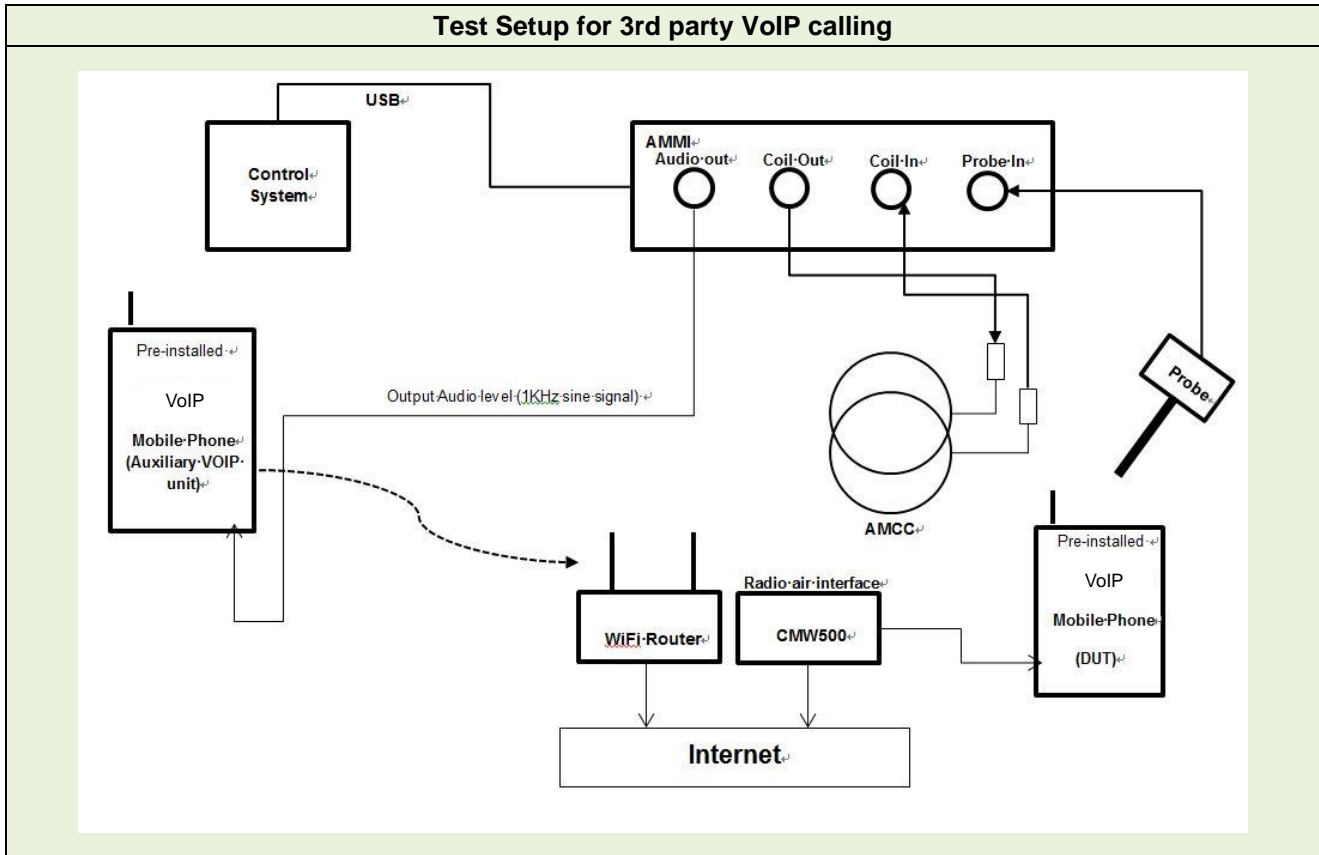 Test Setup for 3rd party VoIP calling
USB
Control
System
AMMI
Audio out
Coil Out
Coil In
Probe In
Pre-installed
VoIP
Mobile Phone
(Auxiliary VOIP
unit)
Output Audio level (1KHz sine signal)
Probe
AMCC
Pre-installed
VoIP
Mobile Phone
(DUT)
Radio air interface
WiFi Router
CMW500
Internet